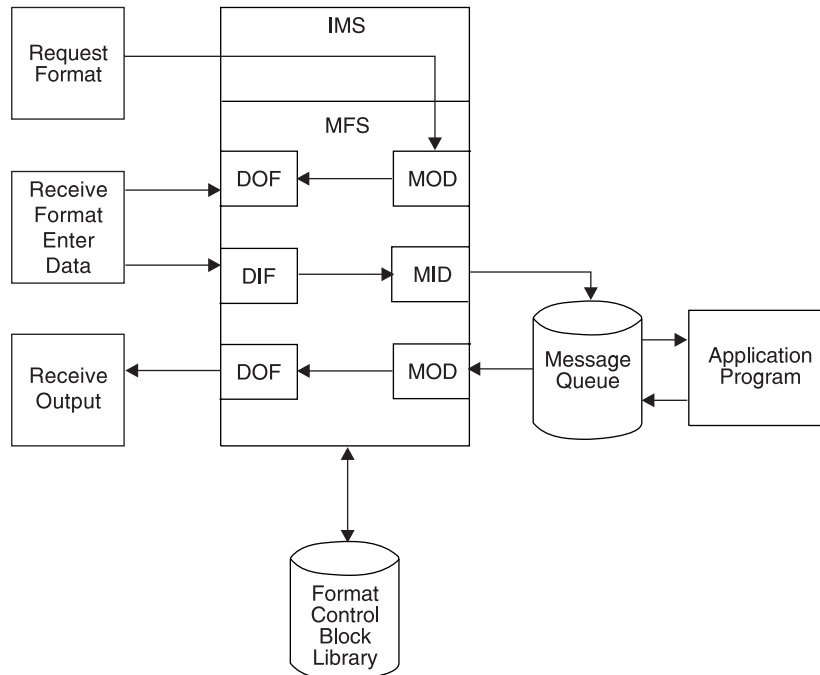 Request
Format
IMS
MFS
DOF
MOD
Receive
Format
Enter
Data
DIF
MID
Receive
Output
DOF
MOD
Message
Queue
Application
Program
Format
Control
Block
Library